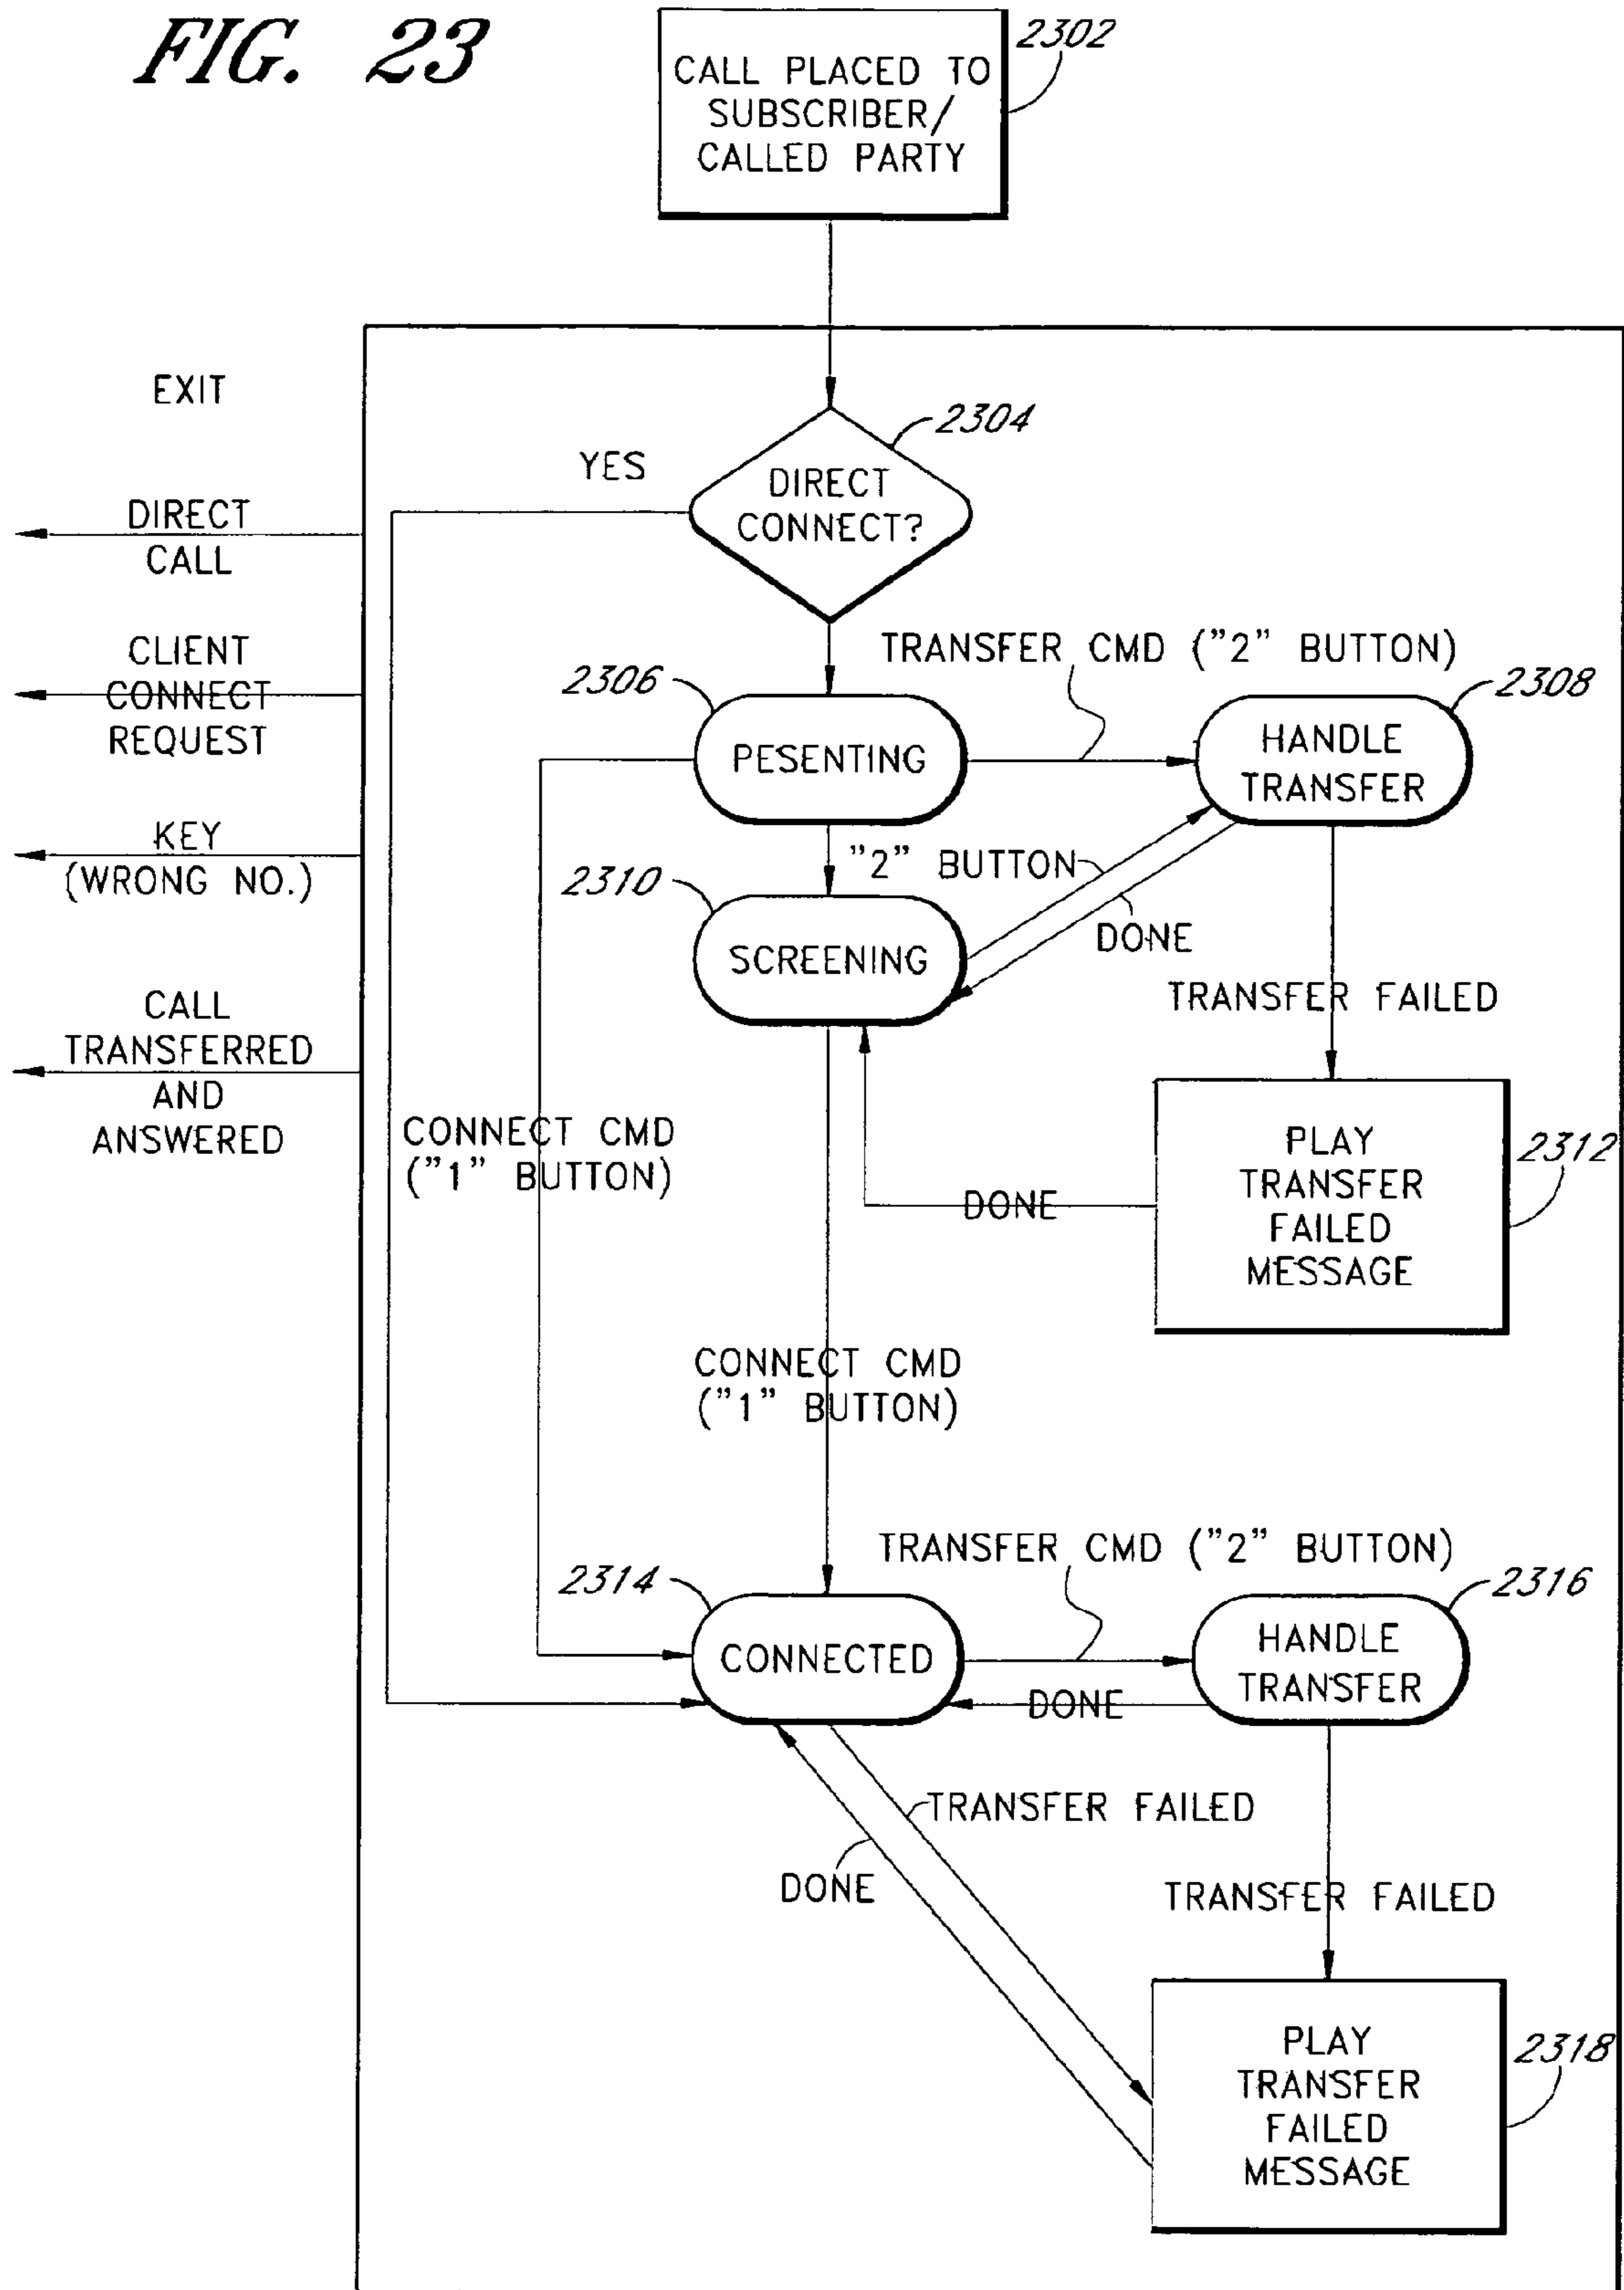 FIG. 23
2302
CALL PLACED TO
SUBSCRIBER/
CALLED PARTY
EXIT
DIRECT
CALL
CLIENT
CONNECT
REQUEST
KEY
(WRONG NO.)
CALL
TRANSFERRED
AND
ANSWERED
2304
YES
DIRECT
CONNECT?
TRANSFER CMD ("2" BUTTON)
2306
PESENTING
2308
HANDLE
TRANSFER
"2" BUTTON
2310
SCREENING
DONE
TRANSFER FAILED
CONNECT CMD
("1" BUTTON)
DONE
PLAY
TRANSFER
FAILED
MESSAGE
2312
CONNECT CMD
("1" BUTTON)
TRANSFER CMD ("2" BUTTON)
2314
CONNECTED
2316
HANDLE
TRANSFER
DONE
TRANSFER FAILED
DONE
TRANSFER FAILED
PLAY
TRANSFER
FAILED
MESSAGE
2318